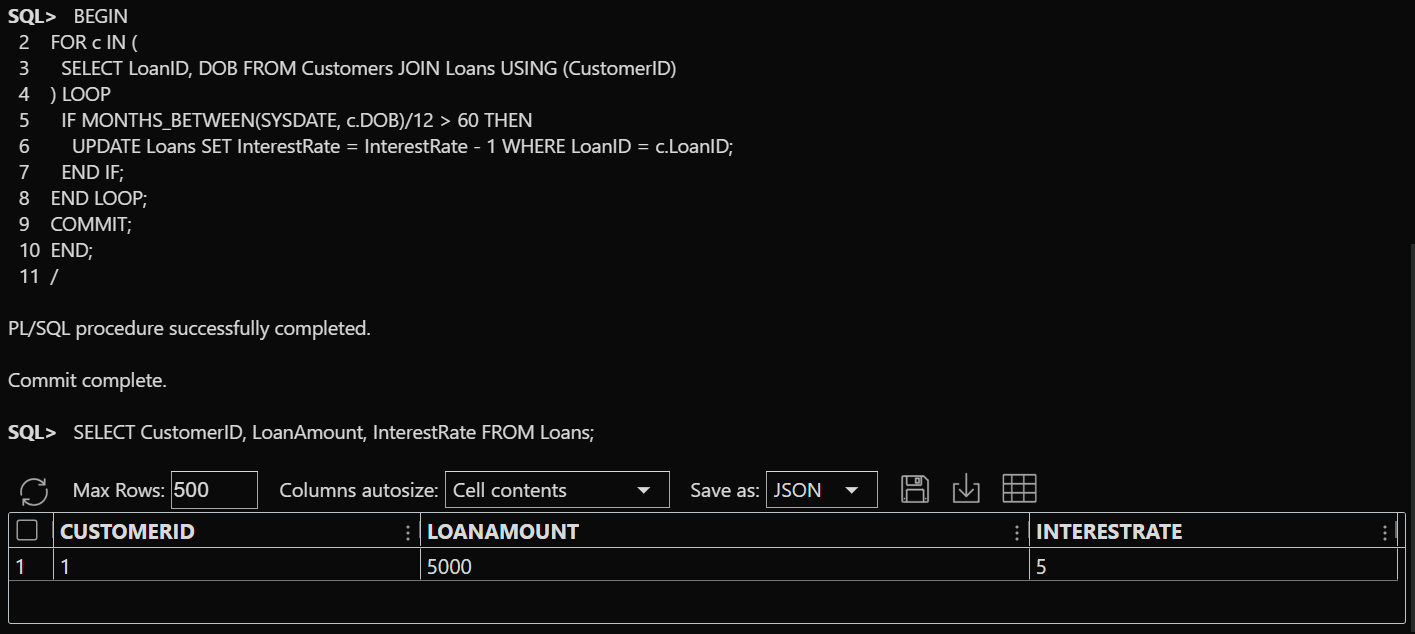 SQL> BEGIN
2 FOR c IN (
3 SELECT LoanID, DOB FROM Customers JOIN Loans USING (CustomerID)
4 ) LOOP
5 IF MONTHS_BETWEEN(SYSDATE, c.DOB)/12 > 60 THEN
6 UPDATE Loans SET InterestRate = InterestRate - 1 WHERE LoanID = c.LoanID;
7 END IF;
8 END LOOP;
9 COMMIT;
10 END;
11 /
PL/SQL procedure successfully completed.
Commit complete.
SQL> SELECT CustomerID, LoanAmount, InterestRate FROM Loans;
Max Rows: 500 Columns autosize: Cell contents Save as: JSON
CUSTOMERID LOANAMOUNT INTERESTRATE
1 1 5000 5